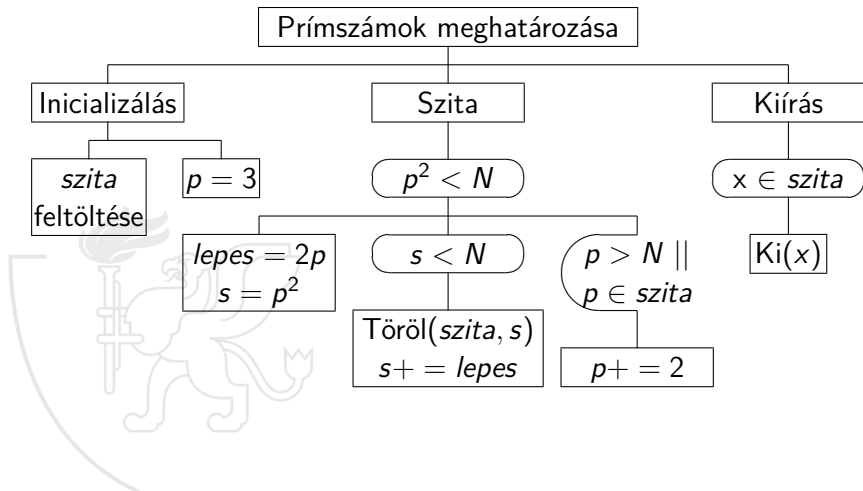 Prímszámok meghatározása
Inicializálás
Szita
Kiírás
szita
feltöltése
p = 3
p² < N
x ∈ szita
lepes = 2p
s = p²
s < N
p > N ||
p ∈ szita
Ki(x)
Töröl(szita, s)
s+ = lepes
p+ = 2